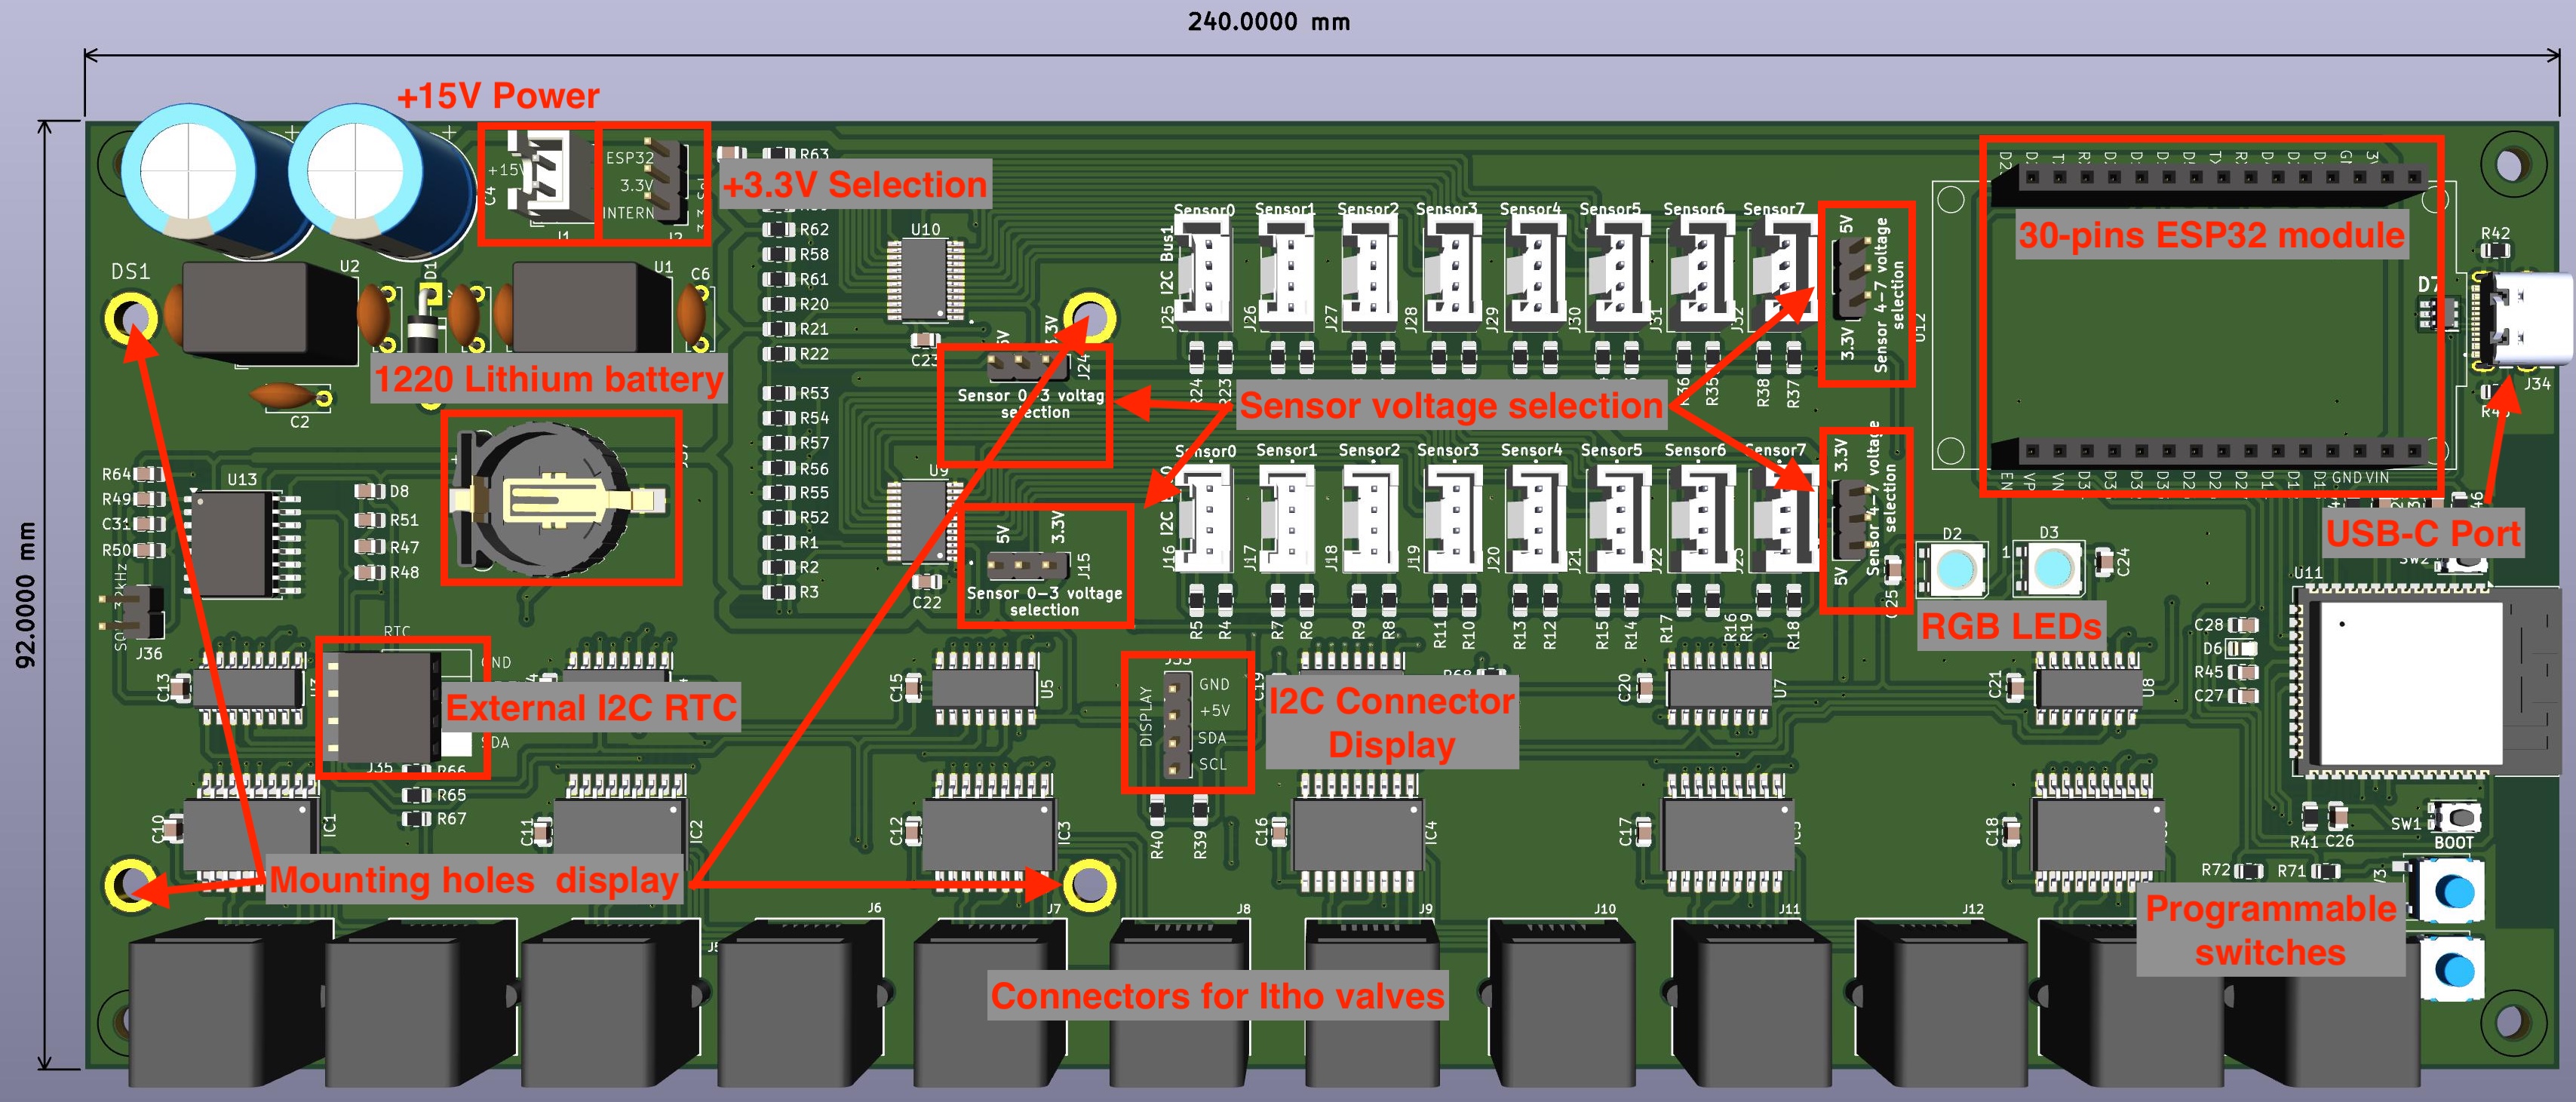 240.0000 mm
92.0000 mm
+15V Power
+15V
C4
J1
ESP32
3.3V
INTERN
J2
+3.3V Selection
R63
R62
R58
R61
R20
R21
R22
R53
R54
R57
R56
R55
R52
R1
R2
R3
DS1
U2
D1
U1
C6
C2
1220 Lithium battery
U10
C23
5V
3.3V
J24
Sensor 0-3 voltag
selection
U9
C22
5V
3.3V
J15
Sensor 0-3 voltage
selection
Sensor0
Sensor1
Sensor2
Sensor3
Sensor4
Sensor5
Sensor6
Sensor7
I2C Bus1
J25
J26
J27
J28
J29
J30
J31
J32
R24
R23
R36
R35
R38
R37
5V
3.3V
Sensor 4-7 voltage
selection
U12
Sensor voltage selection
Sensor0
Sensor1
Sensor2
Sensor3
Sensor4
Sensor5
Sensor6
Sensor7
J16
J17
J18
J19
J20
J21
J22
J23
3.3V
5V
Sensor 4-7 voltage
selection
C25
R5
R4
R7
R6
R9
R8
R11
R10
R13
R12
R15
R14
R17
R16
R19
R18
30-pins ESP32 module
EN
VP
VN
GND
VIN
R42
D7
J34
USB-C Port
D2
D3
1
C24
RGB LEDs
U11
C28
D6
R45
C27
SW1
BOOT
R41
C26
R72
R71
Programmable
switches
R64
R49
C31
R50
U13
D8
R51
R47
R48
J36
RTC
GND
SDA
External I2C RTC
J35
R66
R65
R67
C13
C15
U5
C19
C20
U7
C21
U8
DISPLAY
GND
+5V
SDA
SCL
I2C Connector
Display
R40
R39
C10
IC1
C11
IC2
C12
IC3
C16
IC4
C17
C18
Mounting holes display
J6
J7
J8
J9
J10
J11
J12
Connectors for Itho valves